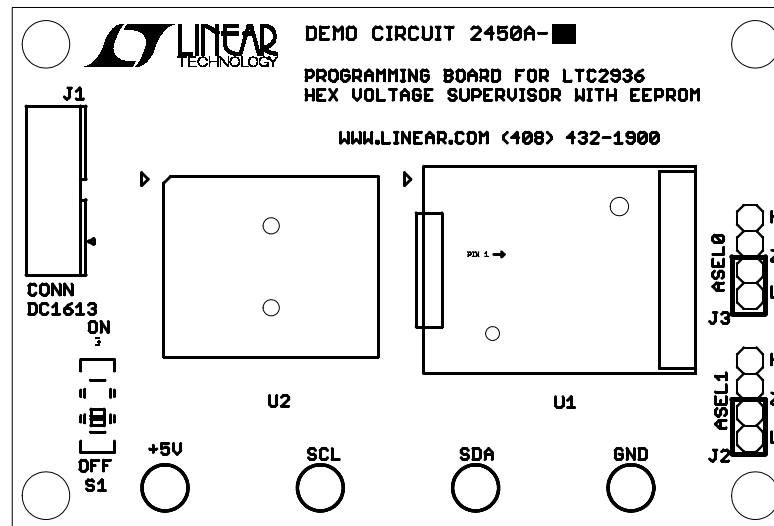 LINEAR
TECHNOLOGY
DEMO CIRCUIT 2450A-
PROGRAMMING BOARD FOR LTC2936
HEX VOLTAGE SUPERVISOR WITH EEPROM
WWW.LINEAR.COM (408) 432-1900
J1
CONN
DC1613
ON
OFF
S1
PIN 1
U2
U1
+5V
SCL
SDA
GND
ASEL0
H
Z
L
J3
ASEL1
H
Z
L
J2